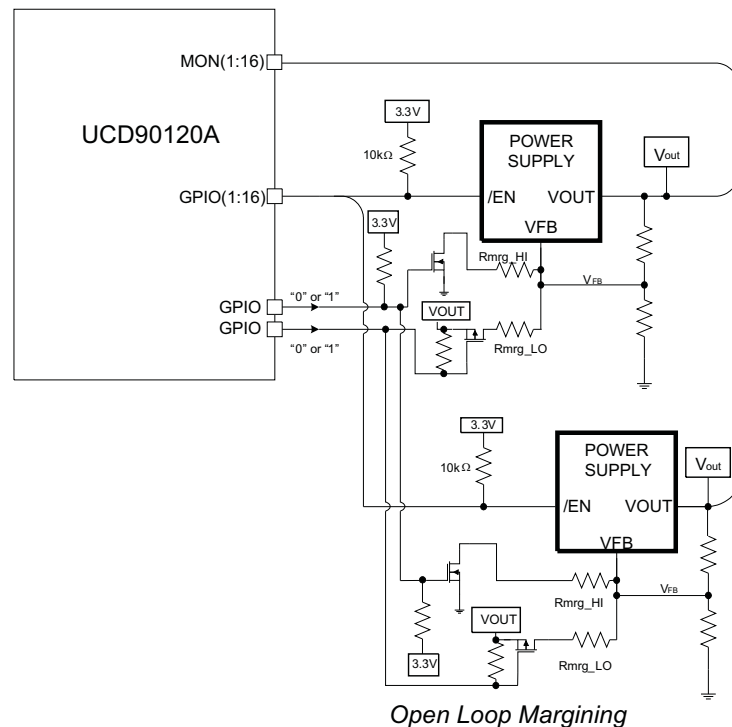 MON(1:16)
UCD90120A
3.3V
10kΩ
POWER
SUPPLY
Vout
GPIO(1:16)
/EN
VOUT
3.3V
VFB
Rmrg_HI
VFB
GPIO
"0" or "1"
VOUT
GPIO
"0" or "1"
Rmrg_LO
3.3V
POWER
SUPPLY
Vout
10kΩ
/EN
VOUT
VFB
Rmrg_HI
VFB
VOUT
3.3V
Rmrg_LO
Open Loop Margining